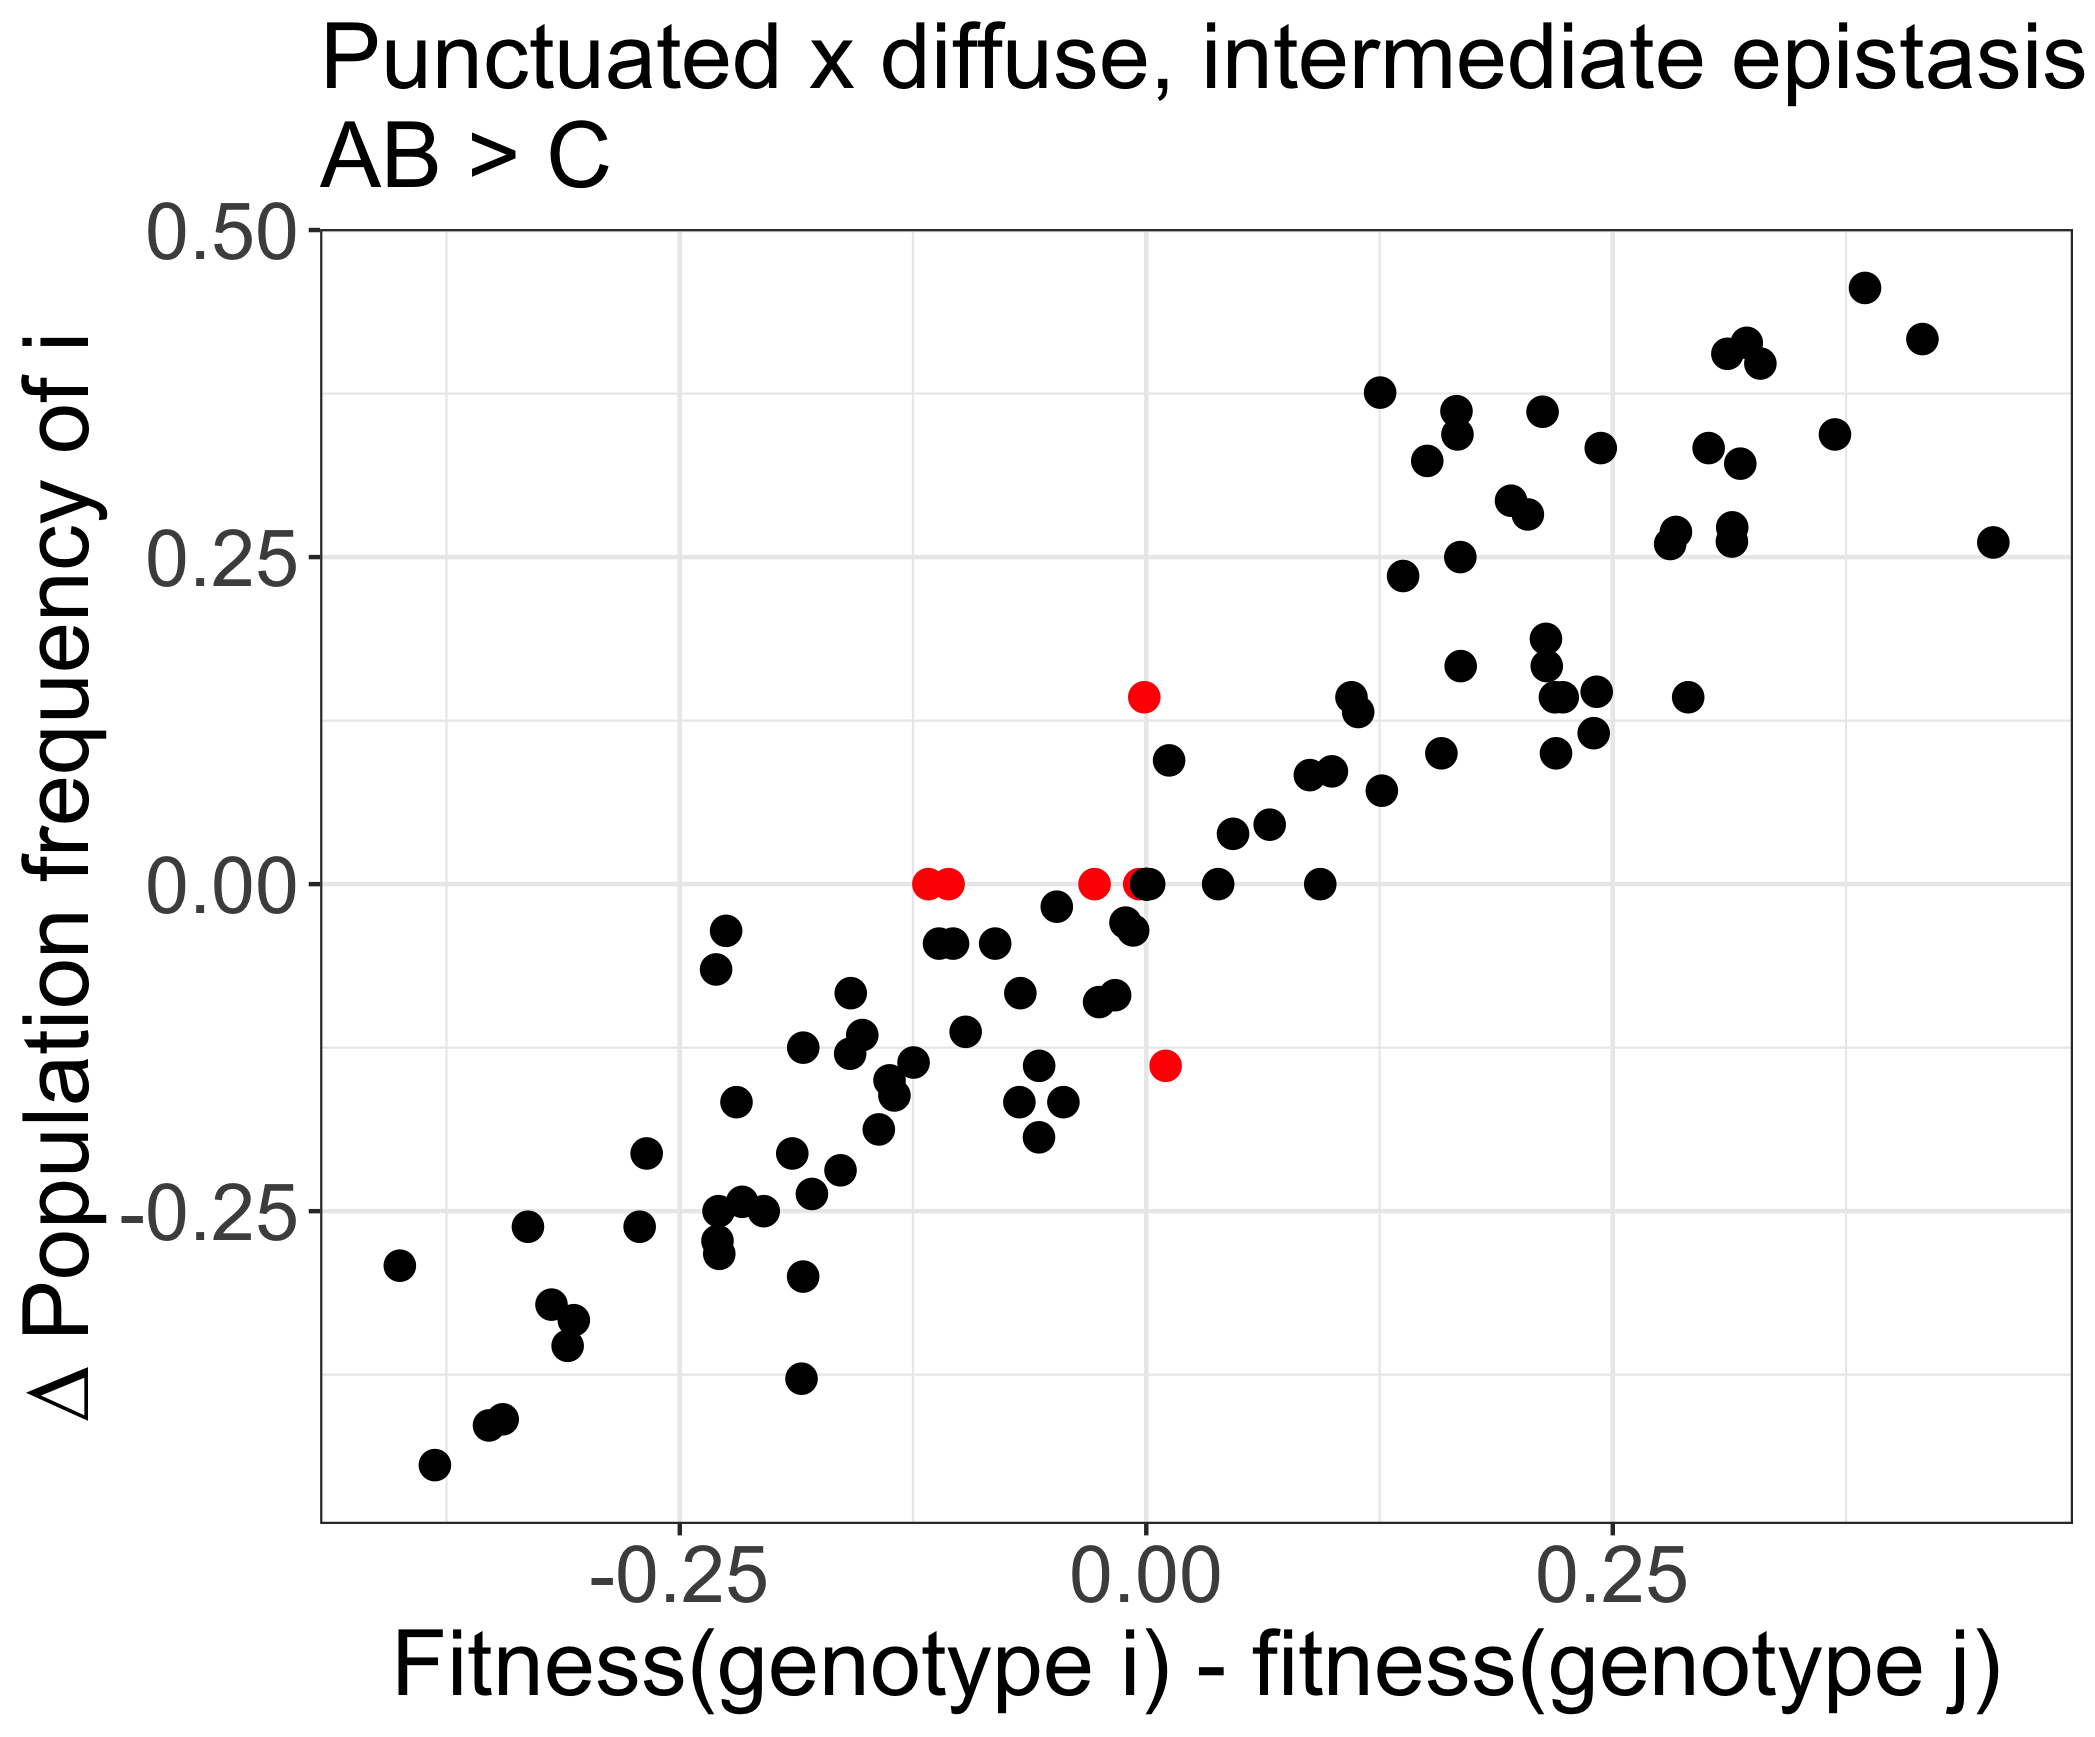 Punctuated x diffuse, intermediate epistasis
AB > C
Δ Population frequency of i
0.50
0.25
0.00
-0.25
-0.25 0.00 0.25
Fitness(genotype i) - fitness(genotype j)